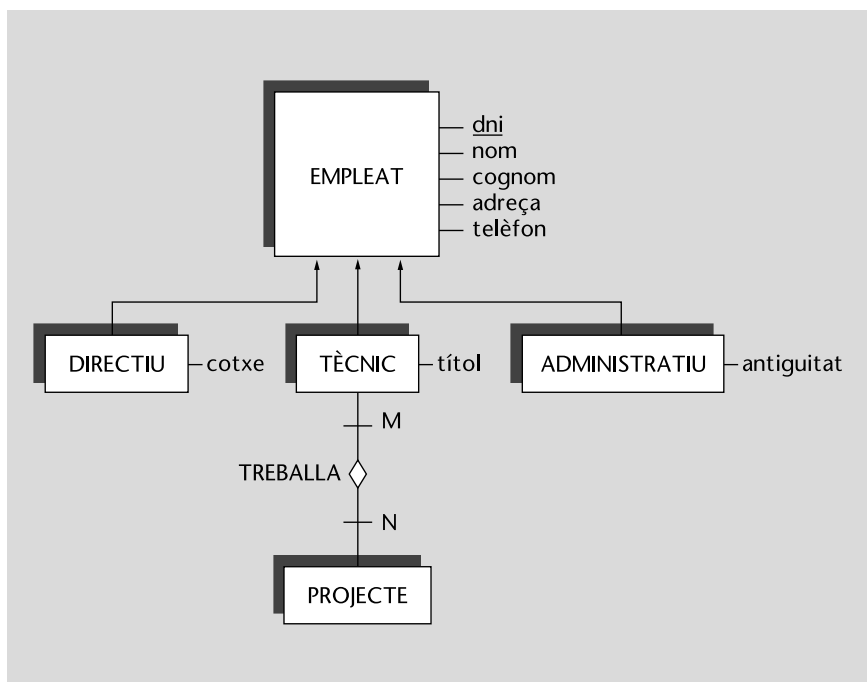 dni
nom
EMPLEAT
cognom
adreça
telèfon
DIRECTIU
cotxe
TÈCNIC
títol
ADMINISTRATIU
antiguitat
M
TREBALLA
N
PROJECTE